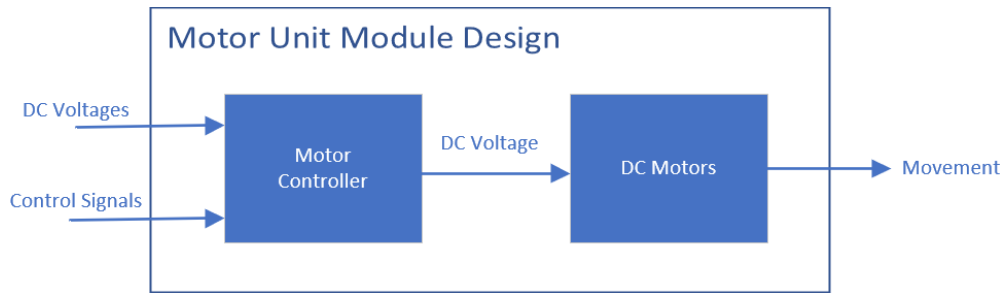 Motor Unit Module Design
DC Voltages
Control Signals
Motor
Controller
DC Voltage
DC Motors
Movement